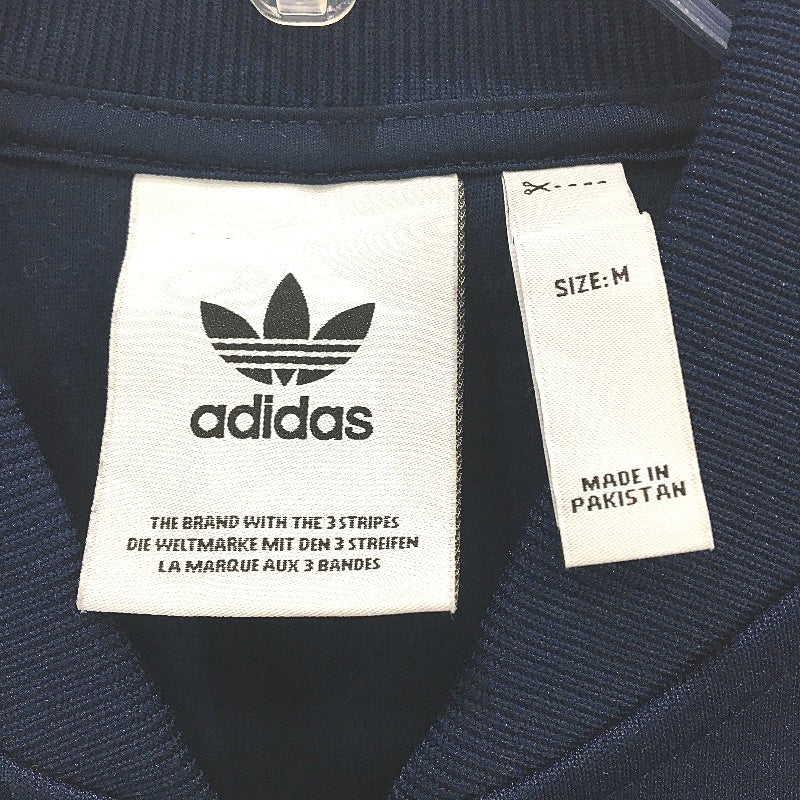 adidas
THE BRAND WITH THE 3 STRIPES
DIE WELTMARKE MIT DEN 3 STREIFEN
LA MARQUE AUX 3 BANDES
SIZE: M
MADE IN
PAKISTAN